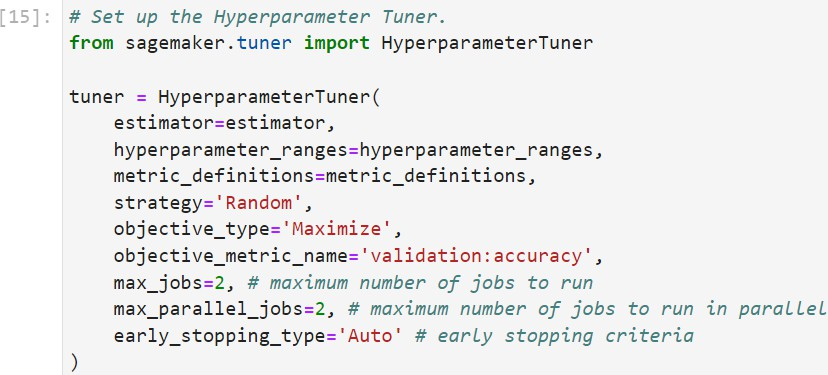 [15]: # Set up the Hyperparameter Tuner.
from sagemaker.tuner import HyperparameterTuner

tuner = HyperparameterTuner(
    estimator=estimator,
    hyperparameter_ranges=hyperparameter_ranges,
    metric_definitions=metric_definitions,
    strategy='Random',
    objective_type='Maximize',
    objective_metric_name='validation:accuracy',
    max_jobs=2, # maximum number of jobs to run
    max_parallel_jobs=2, # maximum number of jobs to run in parallel
    early_stopping_type='Auto' # early stopping criteria
)